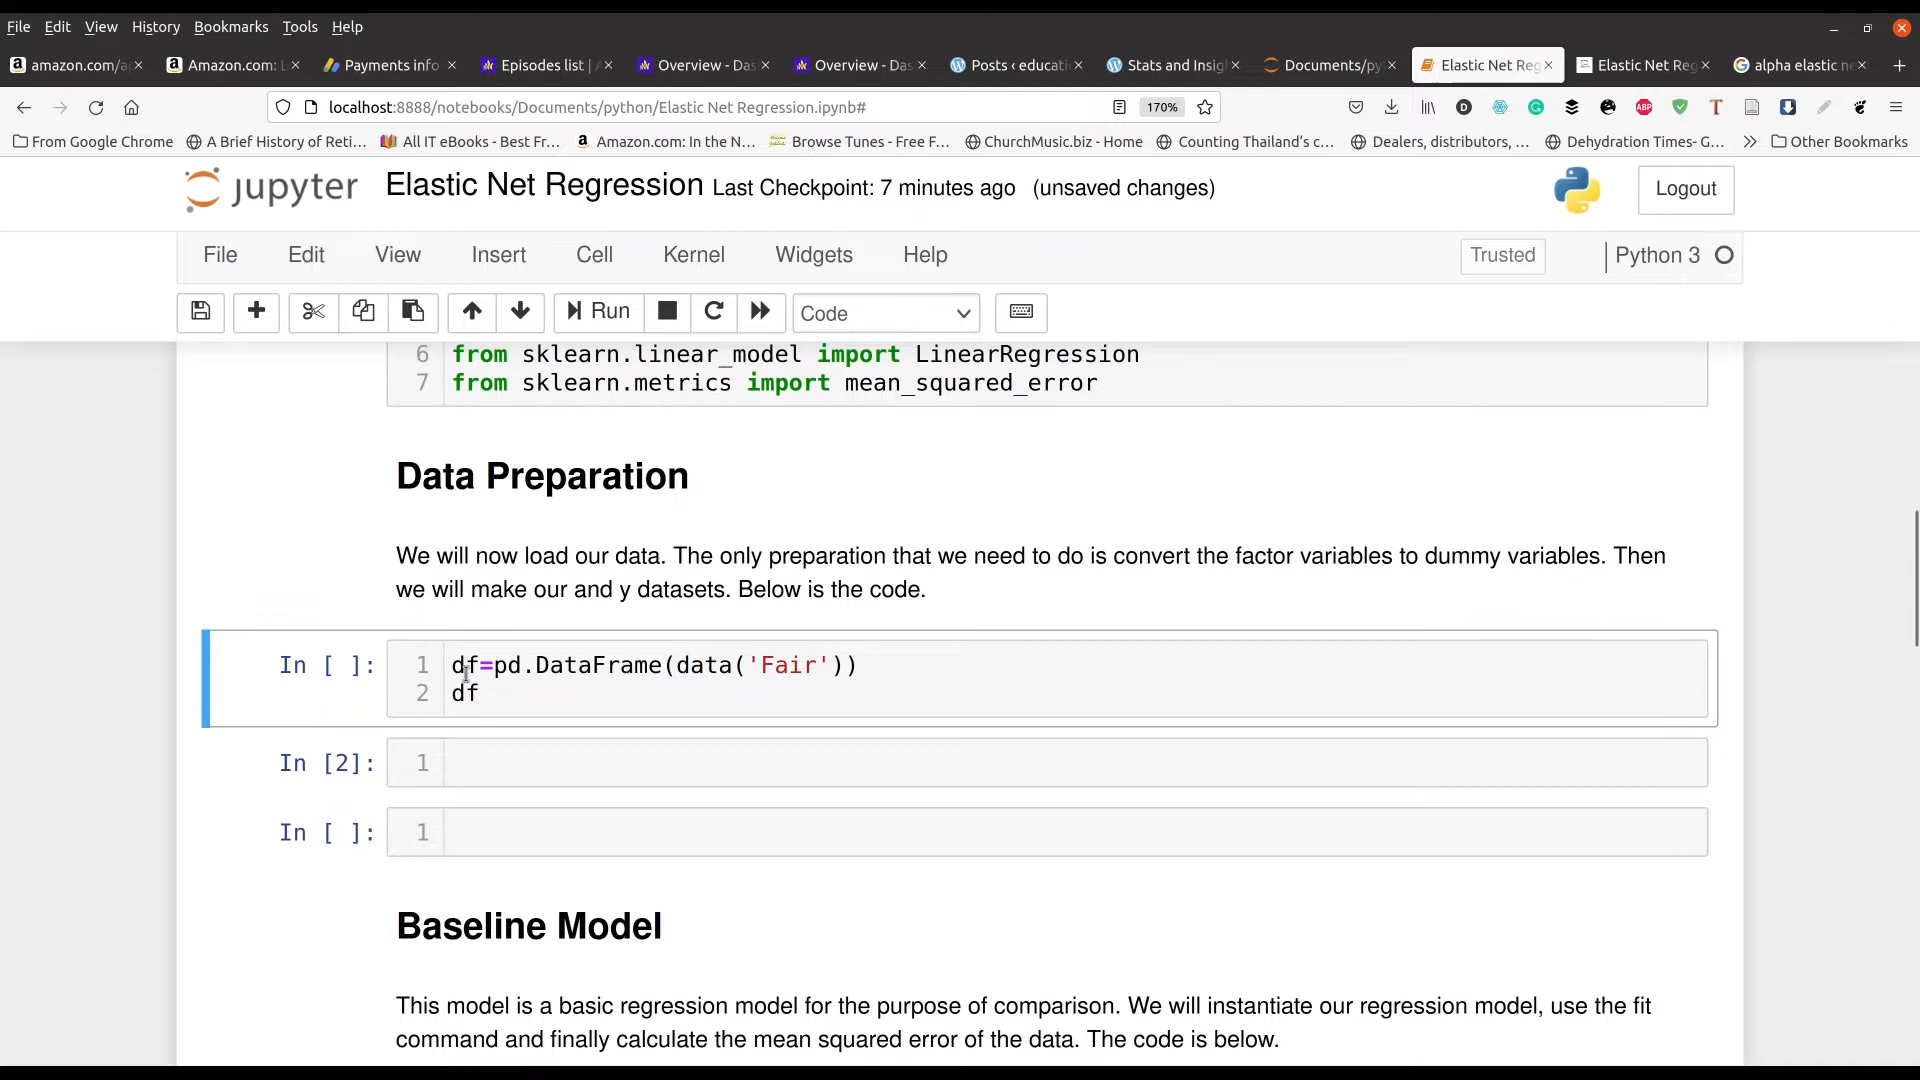 File Edit View History Bookmarks Tools Help
amazon.com/a Amazon.com: L Payments info Episodes list | A Overview - Das Overview - Das Posts ‹ educati Stats and Insig Documents/py Elastic Net Reg Elastic Net Reg alpha elastic ne
localhost:8888/notebooks/Documents/python/Elastic Net Regression.ipynb# 170%
From Google Chrome A Brief History of Reti… All IT eBooks - Best Fr… Amazon.com: In the N… Browse Tunes - Free F… ChurchMusic.biz - Home Counting Thailand's c… Dealers, distributors, … Dehydration Times- G… Other Bookmarks
jupyter Elastic Net Regression Last Checkpoint: 7 minutes ago (unsaved changes) Logout
File Edit View Insert Cell Kernel Widgets Help Trusted Python 3
Run Code
6 from sklearn.linear_model import LinearRegression
7 from sklearn.metrics import mean_squared_error
Data Preparation
We will now load our data. The only preparation that we need to do is convert the factor variables to dummy variables. Then
we will make our and y datasets. Below is the code.
In [ ]: 1 df=pd.DataFrame(data('Fair'))
2 df
In [2]: 1
In [ ]: 1
Baseline Model
This model is a basic regression model for the purpose of comparison. We will instantiate our regression model, use the fit
command and finally calculate the mean squared error of the data. The code is below.